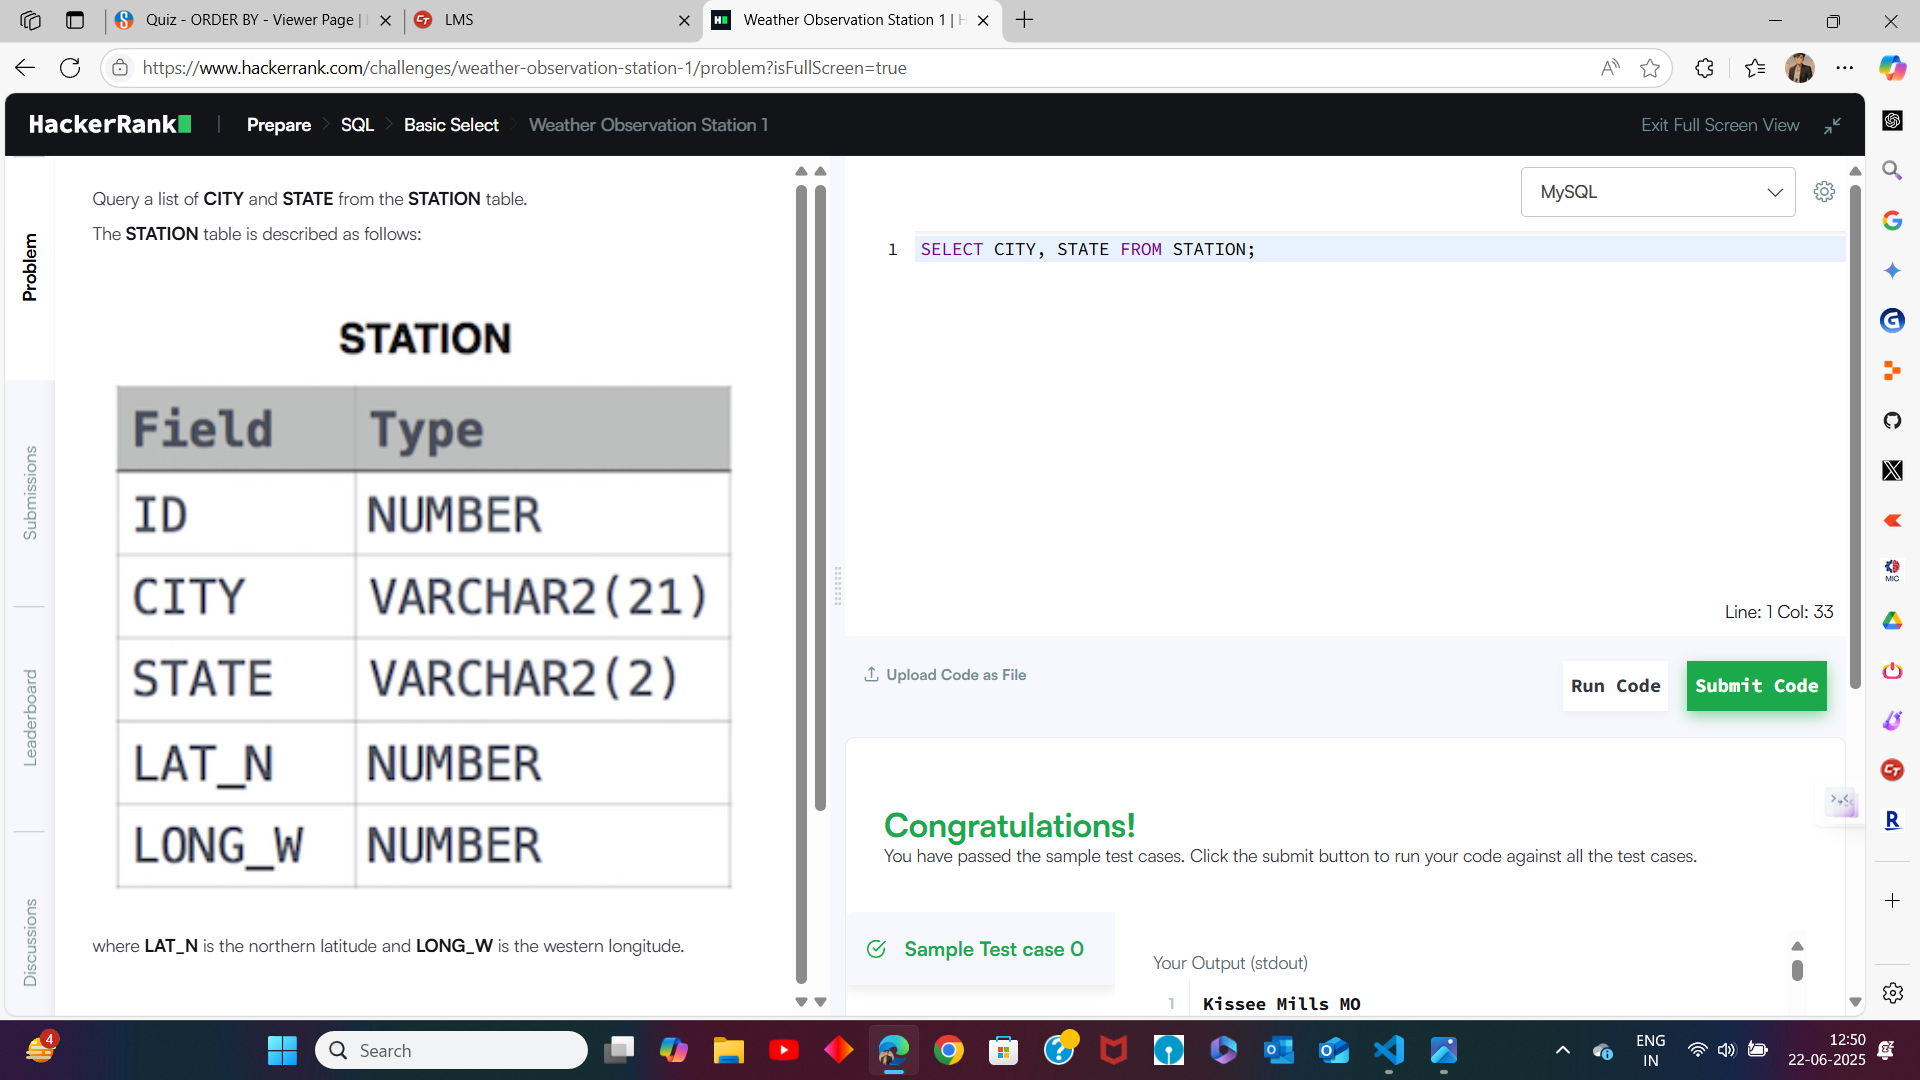 Quiz - ORDER BY - Viewer Page |
LMS
Weather Observation Station 1 | H
https://www.hackerrank.com/challenges/weather-observation-station-1/problem?isFullScreen=true
HackerRank
Prepare
SQL
Basic Select
Weather Observation Station 1
Exit Full Screen View
Problem
Submissions
Leaderboard
Discussions
Query a list of CITY and STATE from the STATION table.
The STATION table is described as follows:
STATION
Field Type
ID NUMBER
CITY VARCHAR2(21)
STATE VARCHAR2(2)
LAT_N NUMBER
LONG_W NUMBER
where LAT_N is the northern latitude and LONG_W is the western longitude.
MySQL
1 SELECT CITY, STATE FROM STATION;
Line: 1 Col: 33
Upload Code as File
Run Code
Submit Code
Congratulations!
You have passed the sample test cases. Click the submit button to run your code against all the test cases.
Sample Test case 0
Your Output (stdout)
1 Kissee Mills MO
MIC
4
Search
ENG
IN
12:50
22-06-2025